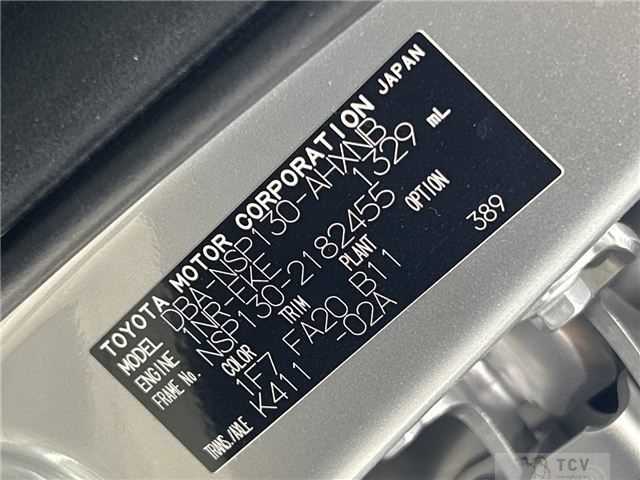 TOYOTA MOTOR CORPORATION JAPAN
MODEL DBA-NSP130-AHXNB
ENGINE 1NR-FKE 1329 mL
FRAME No. NSP130-2182455
COLOR TRIM PLANT OPTION
1F7 FA20 B11
TRANS./AXLE K411 -02A
389
TCV